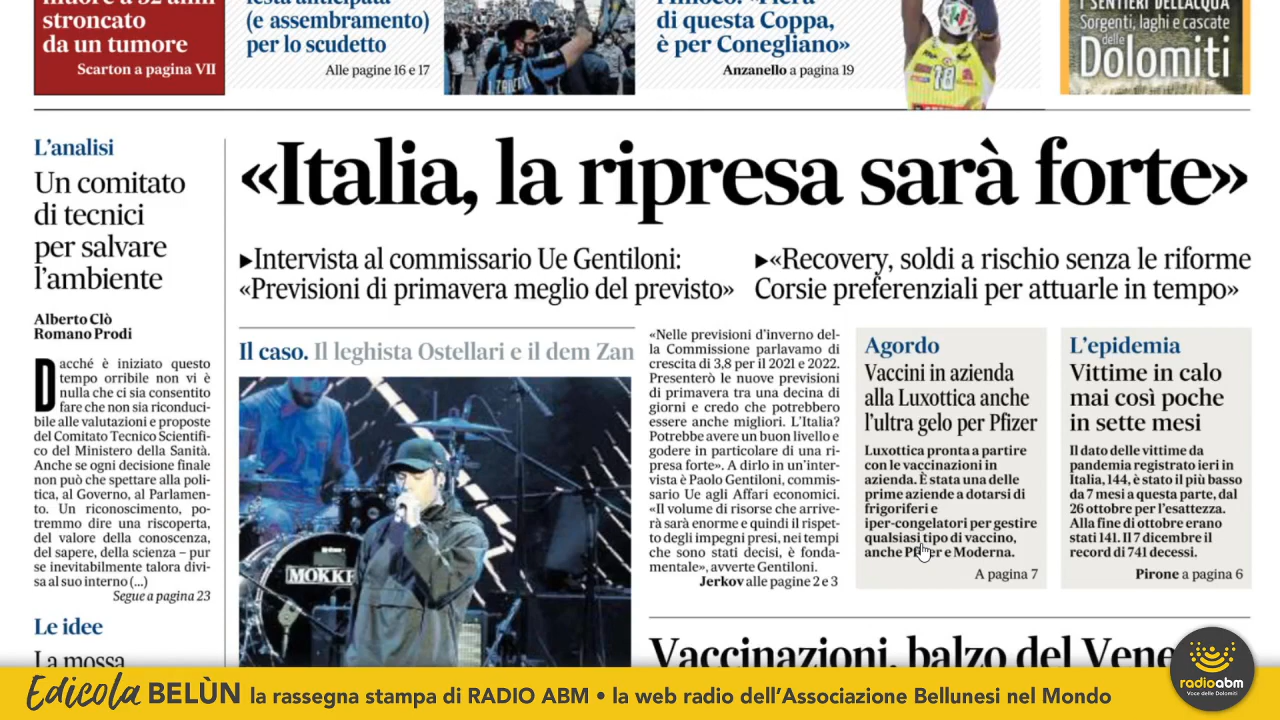 stroncato
da un tumore
Scarton a pagina VII
(e assembramento)
per lo scudetto
Alle pagine 16 e 17
di questa Coppa,
è per Conegliano»
Anzanello a pagina 19
18
I SENTIERI DELL'ACQUA
Sorgenti, laghi e cascate
delle
Dolomiti
L'analisi
Un comitato
di tecnici
per salvare
l'ambiente
Alberto Clò
Romano Prodi
Dacché è iniziato questo
tempo orribile non vi è
nulla che ci sia consentito
fare che non sia riconduci-
bile alle valutazioni e proposte
del Comitato Tecnico Scientifi-
co del Ministero della Sanità.
Anche se ogni decisione finale
non può che spettare alla poli-
tica, al Governo, al Parlamen-
to. Un riconoscimento, po-
tremmo dire una riscoperta,
del valore della conoscenza,
del sapere, della scienza – pur
se inevitabilmente talora divi-
sa al suo interno (...)
Segue a pagina 23
Le idee
La mossa
«Italia, la ripresa sarà forte»
▸Intervista al commissario Ue Gentiloni:
«Previsioni di primavera meglio del previsto»
▸«Recovery, soldi a rischio senza le riforme
Corsie preferenziali per attuarle in tempo»
Il caso. Il leghista Ostellari e il dem Zan
MOKKE
«Nelle previsioni d'inverno del-
la Commissione parlavamo di
crescita di 3,8 per il 2021 e 2022.
Presenterò le nuove previsioni
di primavera tra una decina di
giorni e credo che potrebbero
essere anche migliori. L'Italia?
Potrebbe avere un buon livello e
godere in particolare di una ri-
presa forte». A dirlo in un'inter-
vista è Paolo Gentiloni, commis-
sario Ue agli Affari economici.
«Il volume di risorse che arrive-
rà sarà enorme e quindi il rispet-
to degli impegni presi, nei tempi
che sono stati decisi, è fonda-
mentale», avverte Gentiloni.
Jerkov alle pagine 2 e 3
Agordo
Vaccini in azienda
alla Luxottica anche
l'ultra gelo per Pfizer
Luxottica pronta a partire
con le vaccinazioni in
azienda. È stata una delle
prime aziende a dotarsi di
frigoriferi e
iper-congelatori per gestire
qualsiasi tipo di vaccino,
anche Pfizer e Moderna.
A pagina 7
L'epidemia
Vittime in calo
mai così poche
in sette mesi
Il dato delle vittime da
pandemia registrato ieri in
Italia, 144, è stato il più basso
da 7 mesi a questa parte, dal
26 ottobre per l'esattezza.
Alla fine di ottobre erano
stati 141. Il 7 dicembre il
record di 741 decessi.
Pirone a pagina 6
Vaccinazioni, balzo del Vene
Edicola BELÙN la rassegna stampa di RADIO ABM • la web radio dell'Associazione Bellunesi nel Mondo
radioabm
Voce delle Dolomiti